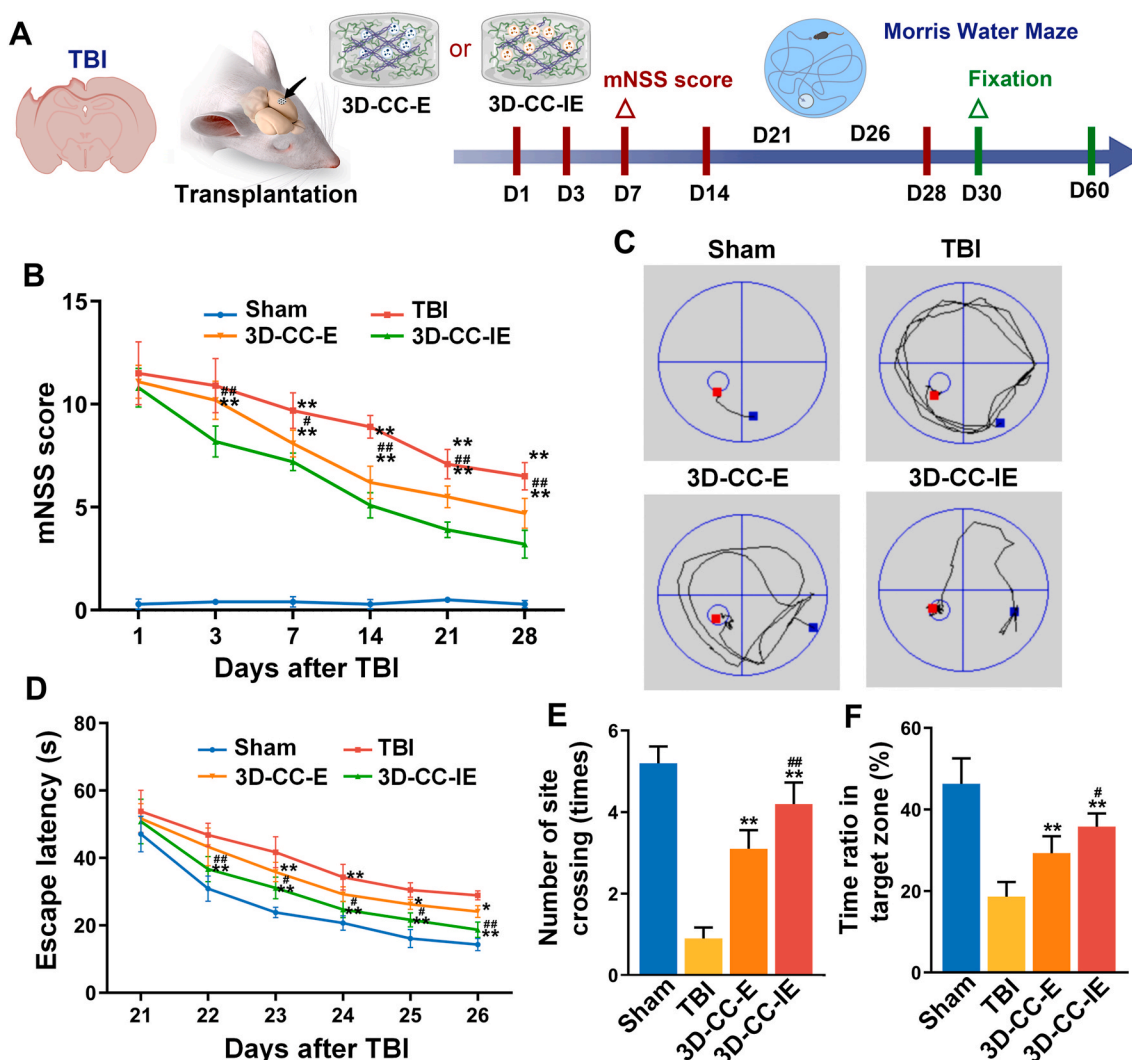 A
TBI
Transplantation
3D-CC-E
or
3D-CC-IE
mNSS score
Morris Water Maze
Fixation
D1
D3
D7
D14
D21
D26
D28
D30
D60
B
mNSS score
15
10
5
0
Sham
TBI
3D-CC-E
3D-CC-IE
##
**
**
#
**
**
##
**
**
##
**
**
##
**
1
3
7
14
21
28
Days after TBI
C
Sham
TBI
3D-CC-E
3D-CC-IE
D
Escape latency (s)
80
60
40
20
0
Sham
TBI
3D-CC-E
3D-CC-IE
##
**
**
#
**
**
#
**
*
#
**
*
##
**
21
22
23
24
25
26
Days after TBI
E
Number of site
crossing (times)
6
4
2
0
**
##
**
Sham
TBI
3D-CC-E
3D-CC-IE
F
Time ratio in
target zone (%)
60
40
20
0
**
#
**
Sham
TBI
3D-CC-E
3D-CC-IE